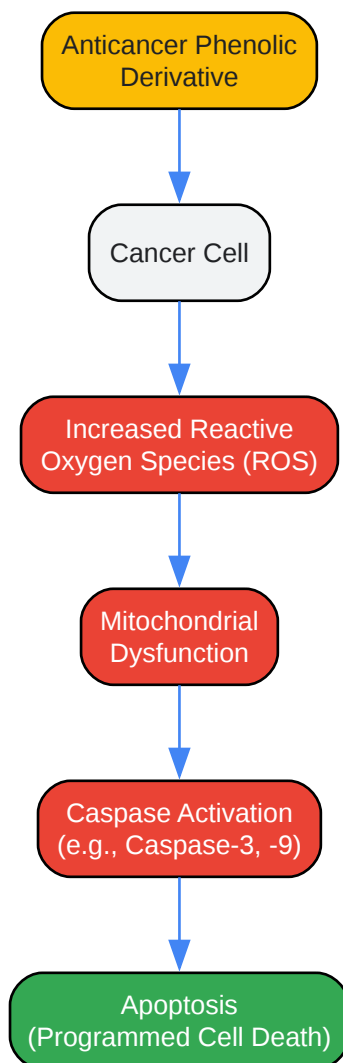 Anticancer Phenolic
Derivative
Cancer Cell
Increased Reactive
Oxygen Species (ROS)
Mitochondrial
Dysfunction
Caspase Activation
(e.g., Caspase-3, -9)
Apoptosis
(Programmed Cell Death)